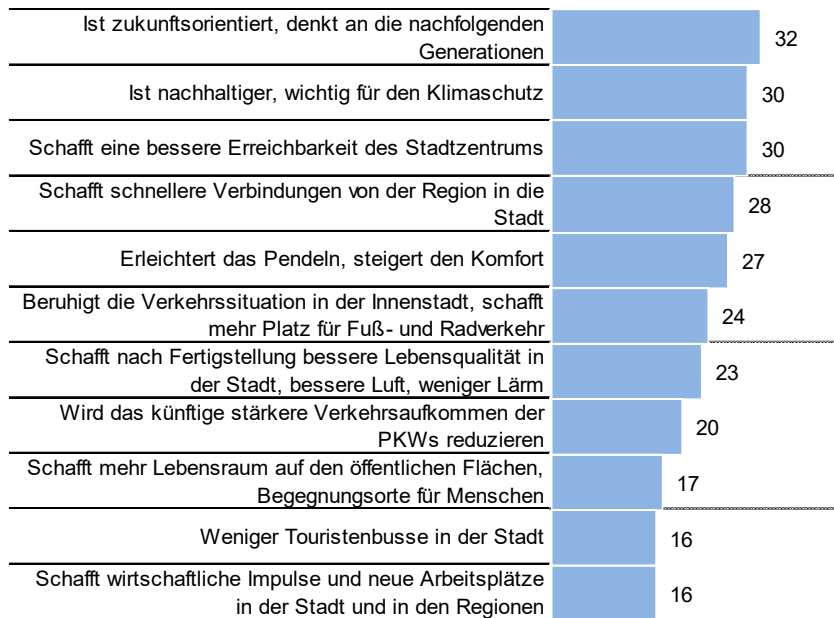 Ist zukunftsorientiert, denkt an die nachfolgenden
Generationen
32
Ist nachhaltiger, wichtig für den Klimaschutz
30
Schafft eine bessere Erreichbarkeit des Stadtzentrums
30
Schafft schnellere Verbindungen von der Region in die
Stadt
28
Erleichtert das Pendeln, steigert den Komfort
27
Beruhigt die Verkehrssituation in der Innenstadt, schafft
mehr Platz für Fuß- und Radverkehr
24
Schafft nach Fertigstellung bessere Lebensqualität in
der Stadt, bessere Luft, weniger Lärm
23
Wird das künftige stärkere Verkehrsaufkommen der
PKWs reduzieren
20
Schafft mehr Lebensraum auf den öffentlichen Flächen,
Begegnungsorte für Menschen
17
Weniger Touristenbusse in der Stadt
16
Schafft wirtschaftliche Impulse und neue Arbeitsplätze
in der Stadt und in den Regionen
16